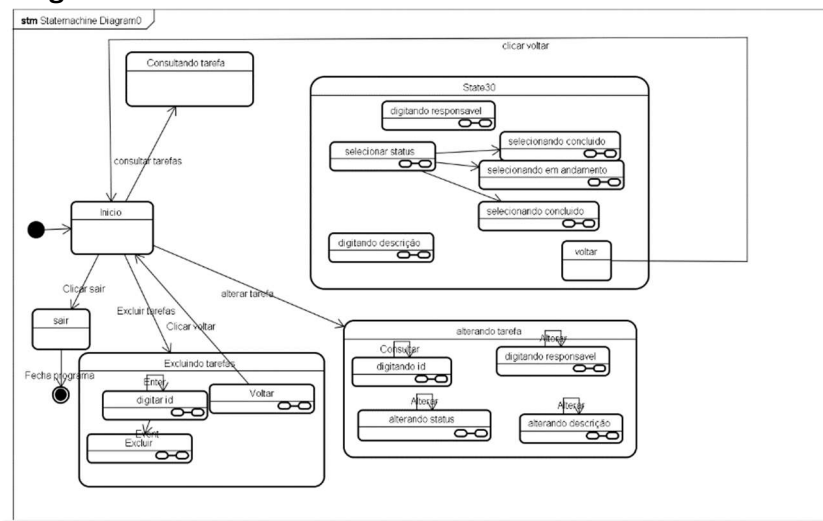 stm Statemachine Diagram0
clicar voltar
Consultando tarefa
State30
digitando responsavel
selecionar status
selecionando concluido
selecionando em andamento
selecionando concluido
digitando descrição
voltar
consultar tarefas
Inicio
Clicar sair
Excluir tarefas
Clicar voltar
alterar tarefa
sair
Fecha programa
Excluindo tarefas
Enter
digitar id
Voltar
Event
Excluir
alterando tarefa
Consultar
digitando id
Alterar
digitando responsavel
Alterar
alterando status
Alterar
alterando descrição